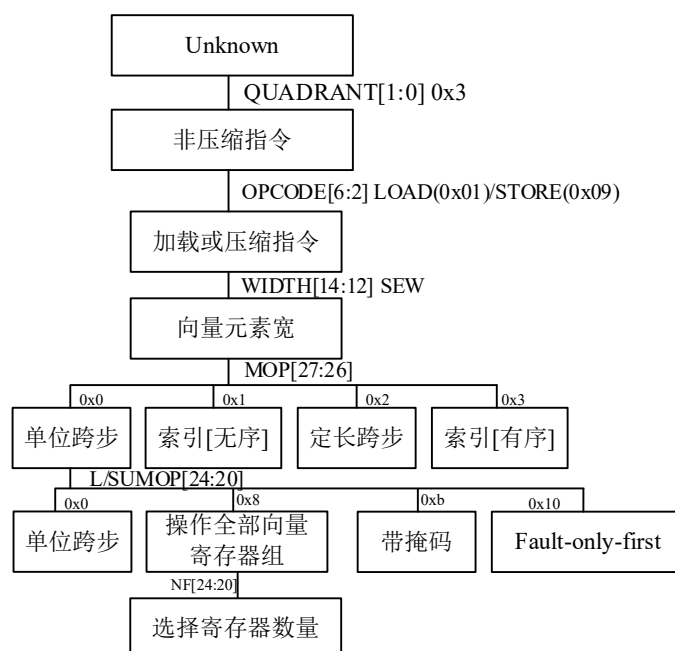 Unknown
QUADRANT[1:0] 0x3
非压缩指令
OPCODE[6:2] LOAD(0x01)/STORE(0x09)
加载或压缩指令
WIDTH[14:12] SEW
向量元素宽
MOP[27:26]
0x0 0x1 0x2 0x3
单位跨步 索引[无序] 定长跨步 索引[有序]
L/SUMOP[24:20]
0x0 0x8 0xb 0x10
单位跨步 操作全部向量寄存器组 带掩码 Fault-only-first
NF[24:20]
选择寄存器数量